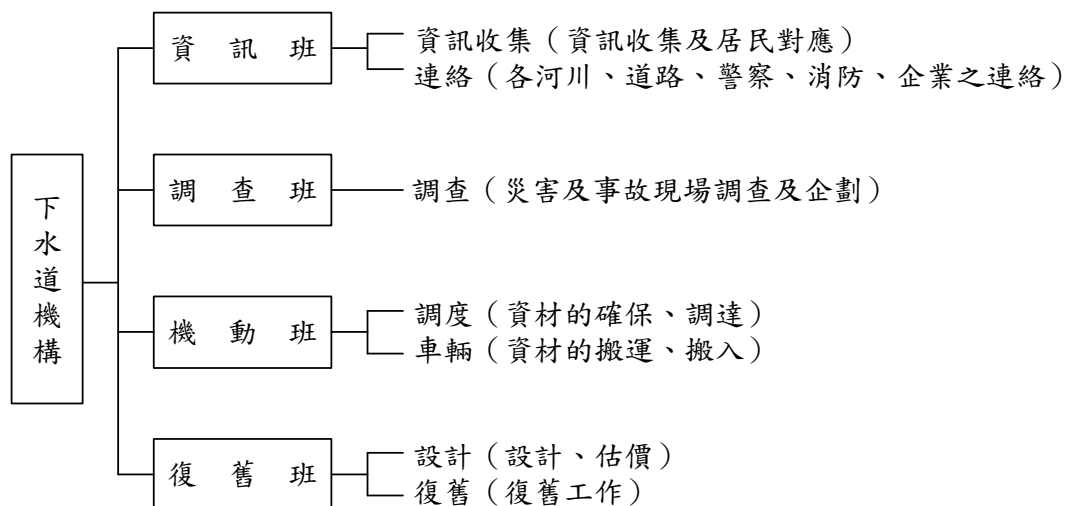 下水道機構
資訊班
資訊收集（資訊收集及居民對應）
連絡（各河川、道路、警察、消防、企業之連絡）
調查班
調查（災害及事故現場調查及企劃）
機動班
調度（資材的確保、調達）
車輛（資材的搬運、搬入）
復舊班
設計（設計、估價）
復舊（復舊工作）